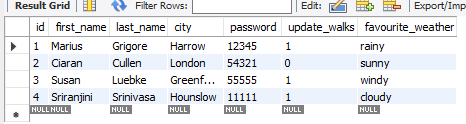 Result Grid Filter Rows: Edit: Export/Imp
id first_name last_name city password update_walks favourite_weather
1 Marius Grigore Harrow 12345 1 rainy
2 Ciaran Cullen London 54321 0 sunny
3 Susan Luebke Greenf... 55555 1 windy
4 Sriranjini Srinivasa Hounslow 11111 1 cloudy
NULL NULL NULL NULL NULL NULL NULL